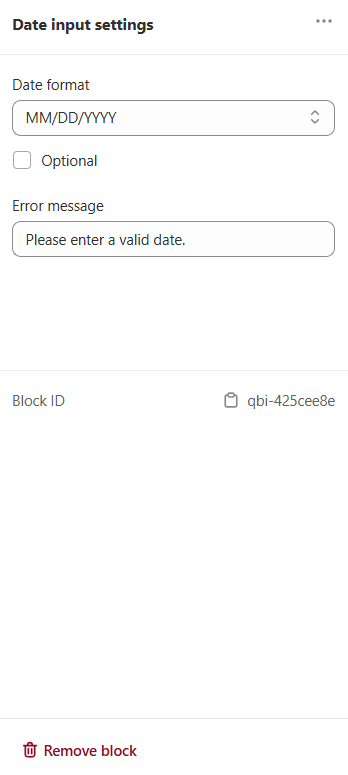 Date input settings
Date format
MM/DD/YYYY
Optional
Error message
Please enter a valid date.
Block ID qbi-425cee8e
Remove block